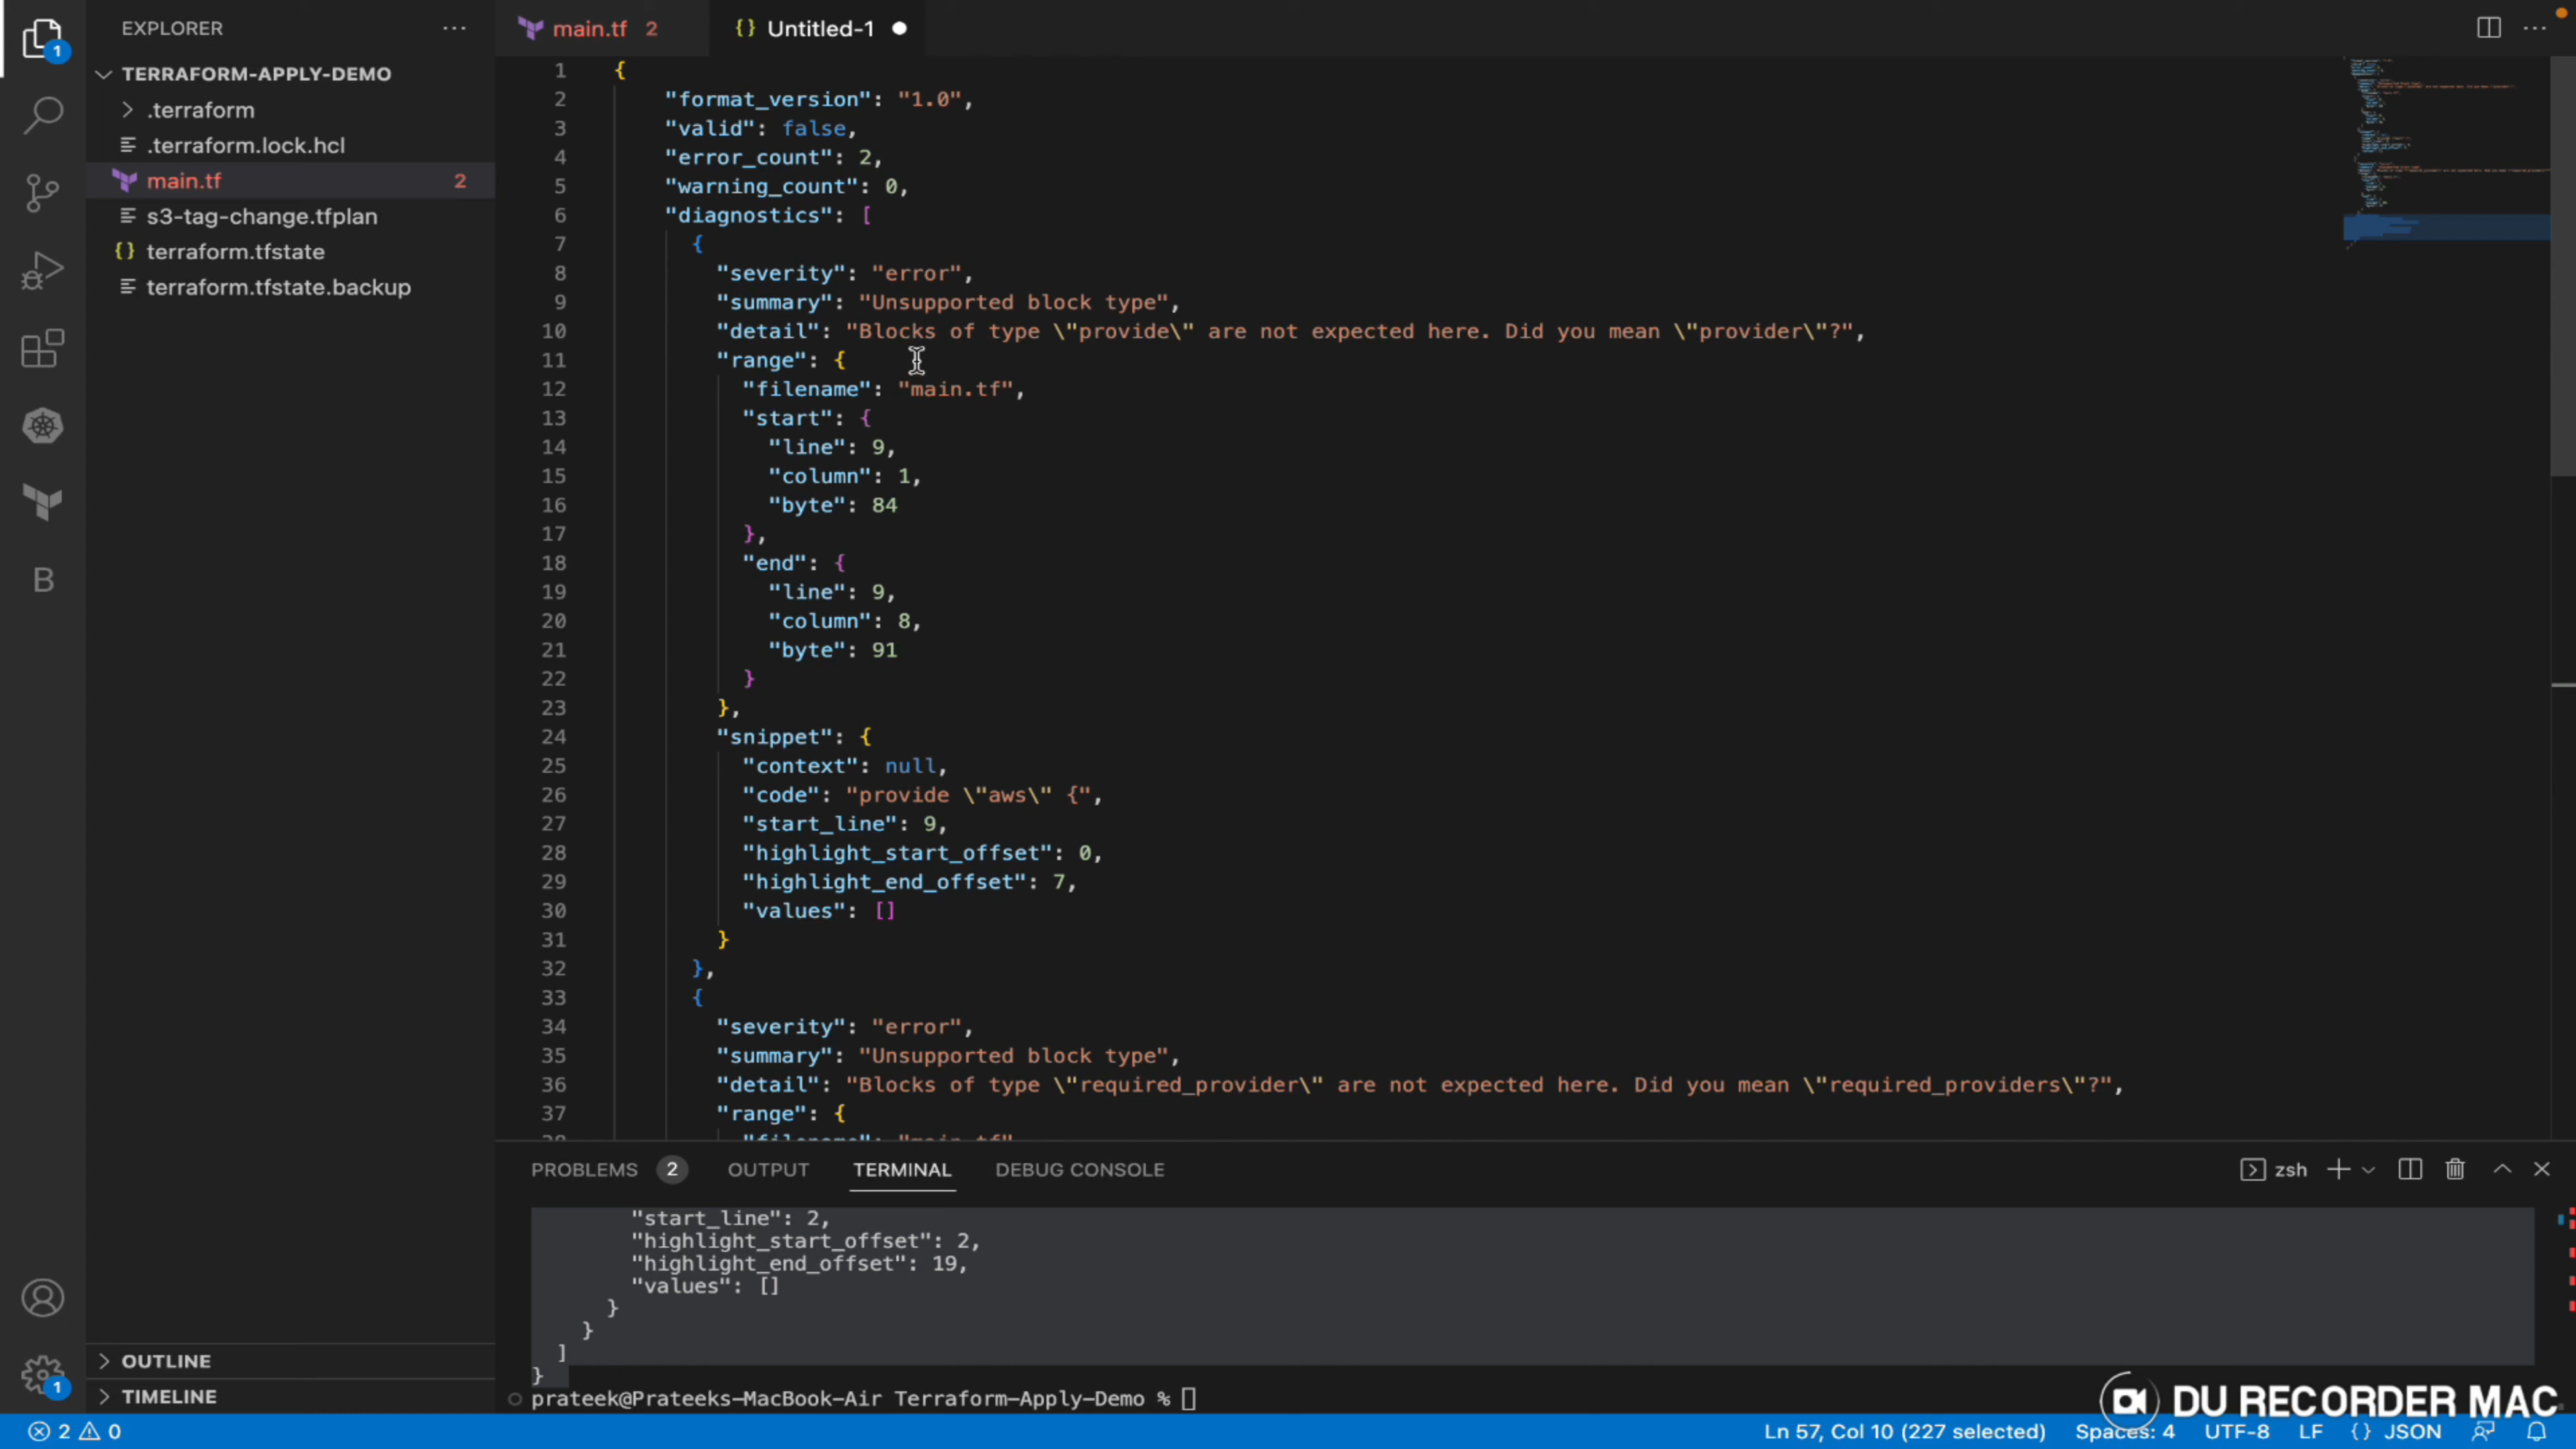 EXPLORER
TERRAFORM-APPLY-DEMO
.terraform
.terraform.lock.hcl
main.tf 2
s3-tag-change.tfplan
{} terraform.tfstate
terraform.tfstate.backup
OUTLINE
TIMELINE
1
B
1
main.tf 2
{} Untitled-1
1 {
2 "format_version": "1.0",
3 "valid": false,
4 "error_count": 2,
5 "warning_count": 0,
6 "diagnostics": [
7 {
8 "severity": "error",
9 "summary": "Unsupported block type",
10 "detail": "Blocks of type \"provide\" are not expected here. Did you mean \"provider\"?",
11 "range": {
12 "filename": "main.tf",
13 "start": {
14 "line": 9,
15 "column": 1,
16 "byte": 84
17 },
18 "end": {
19 "line": 9,
20 "column": 8,
21 "byte": 91
22 }
23 },
24 "snippet": {
25 "context": null,
26 "code": "provide \"aws\" {",
27 "start_line": 9,
28 "highlight_start_offset": 0,
29 "highlight_end_offset": 7,
30 "values": []
31 }
32 },
33 {
34 "severity": "error",
35 "summary": "Unsupported block type",
36 "detail": "Blocks of type \"required_provider\" are not expected here. Did you mean \"required_providers\"?",
37 "range": {
38 "filename": "main.tf"
PROBLEMS 2 OUTPUT TERMINAL DEBUG CONSOLE
zsh
"start_line": 2,
"highlight_start_offset": 2,
"highlight_end_offset": 19,
"values": []
}
}
]
}
prateek@Prateeks-MacBook-Air Terraform-Apply-Demo %
DU RECORDER MAC
2 0
Ln 57, Col 10 (227 selected) Spaces: 4 UTF-8 LF {} JSON